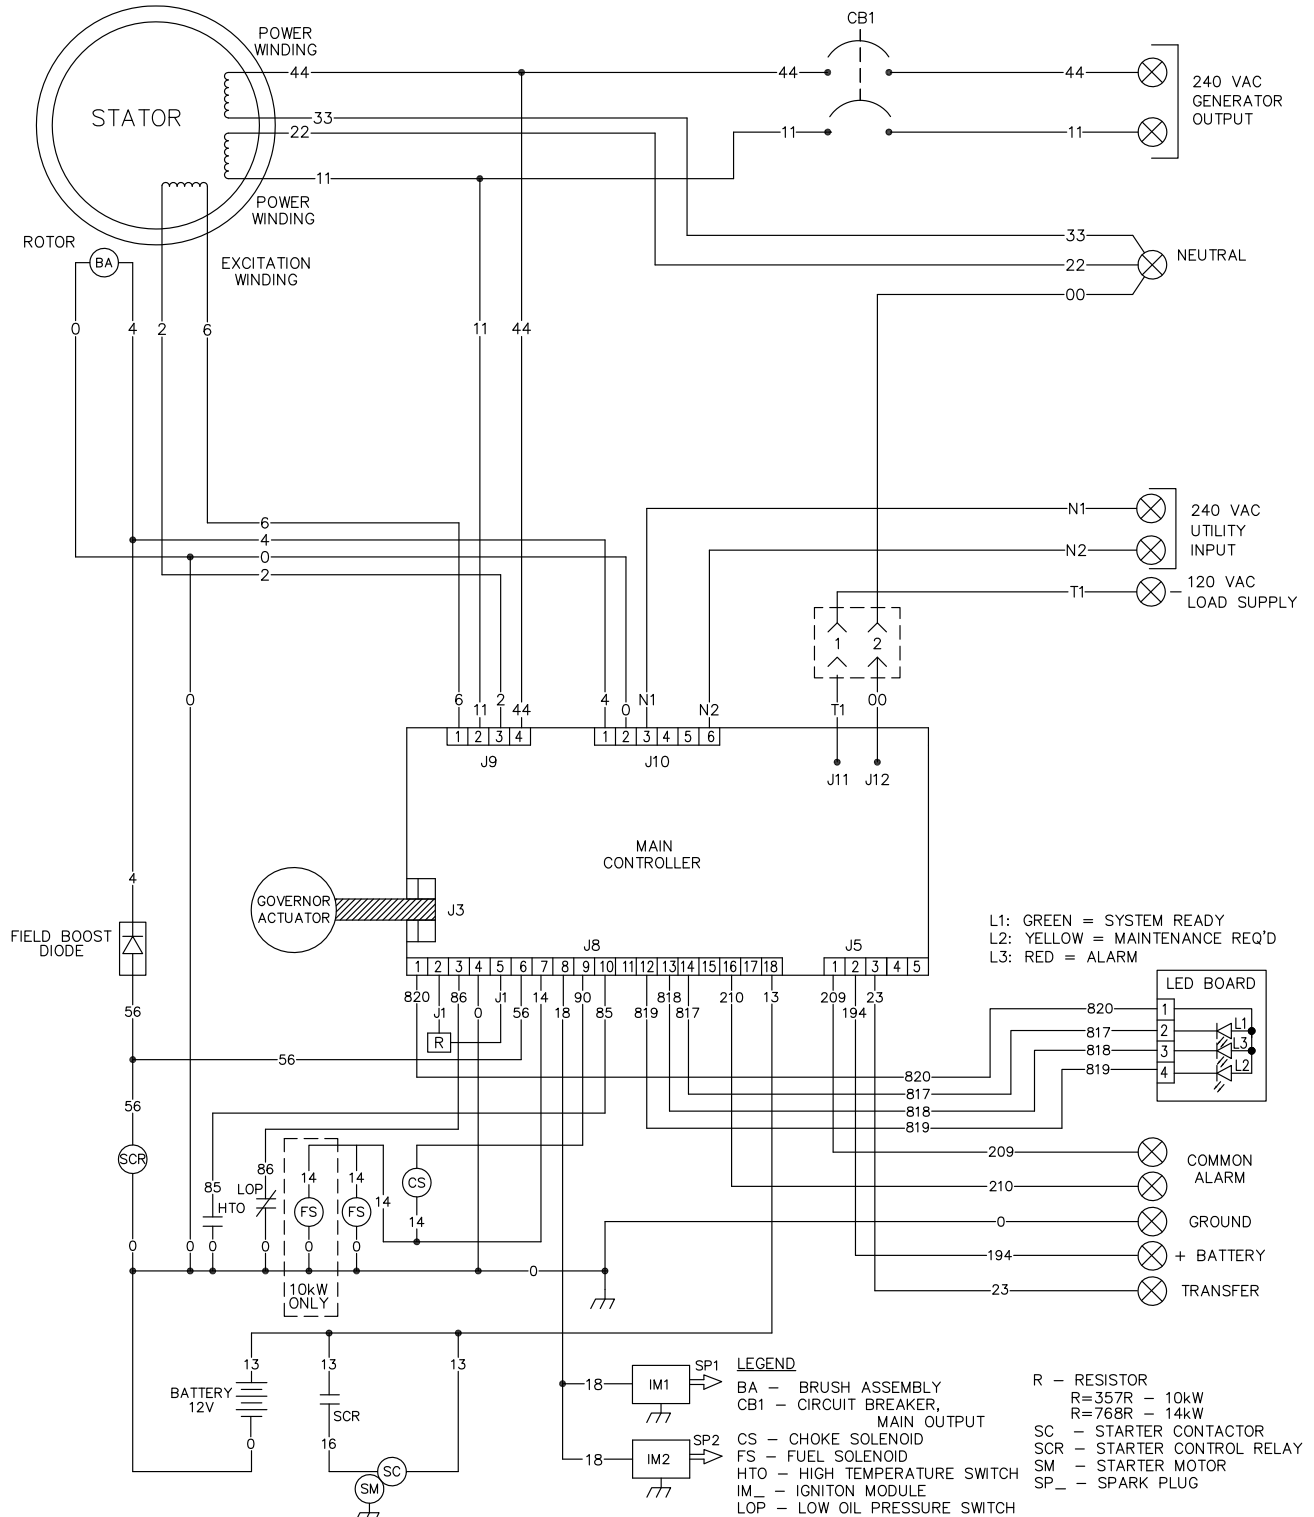 CB1
POWER
WINDING
44
44
44
240 VAC
GENERATOR
OUTPUT
STATOR
33
22
11
11
11
POWER
WINDING
ROTOR
BA
EXCITATION
WINDING
33
22
00
NEUTRAL
0
4
2
6
11
44
6
4
0
2
N1
N2
240 VAC
UTILITY
INPUT
T1
120 VAC
LOAD SUPPLY
1
2
0
6
11
2
44
4
0
N1
N2
T1
00
1 2 3 4
1 2 3 4 5 6
J9
J10
J11
J12
MAIN
CONTROLLER
4
GOVERNOR
ACTUATOR
J3
FIELD BOOST
DIODE
J8
J5
1 2 3 4 5 6 7 8 9 10 11 12 13 14 15 16 17 18
1 2 3 4 5
L1: GREEN = SYSTEM READY
L2: YELLOW = MAINTENANCE REQ'D
L3: RED = ALARM
820
J1
86
0
J1
56
14
18
90
85
819
818
817
210
13
209
194
23
R
56
56
56
LED BOARD
820
1
817
2
L1
818
3
L3
819
4
L2
820
817
818
819
SCR
85
HTO
86
LOP
14
14
14
FS
FS
CS
14
0
0
0
0
0
0
0
10kW
ONLY
209
210
COMMON
ALARM
0
GROUND
194
+ BATTERY
23
TRANSFER
13
13
13
BATTERY
12V
SCR
0
16
SC
SM
18
IM1
SP1
18
IM2
SP2
LEGEND
BA – BRUSH ASSEMBLY
CB1 – CIRCUIT BREAKER,
MAIN OUTPUT
CS – CHOKE SOLENOID
FS – FUEL SOLENOID
HTO – HIGH TEMPERATURE SWITCH
IM_ – IGNITON MODULE
LOP – LOW OIL PRESSURE SWITCH
R – RESISTOR
R=357R – 10kW
R=768R – 14kW
SC – STARTER CONTACTOR
SCR – STARTER CONTROL RELAY
SM – STARTER MOTOR
SP_ – SPARK PLUG